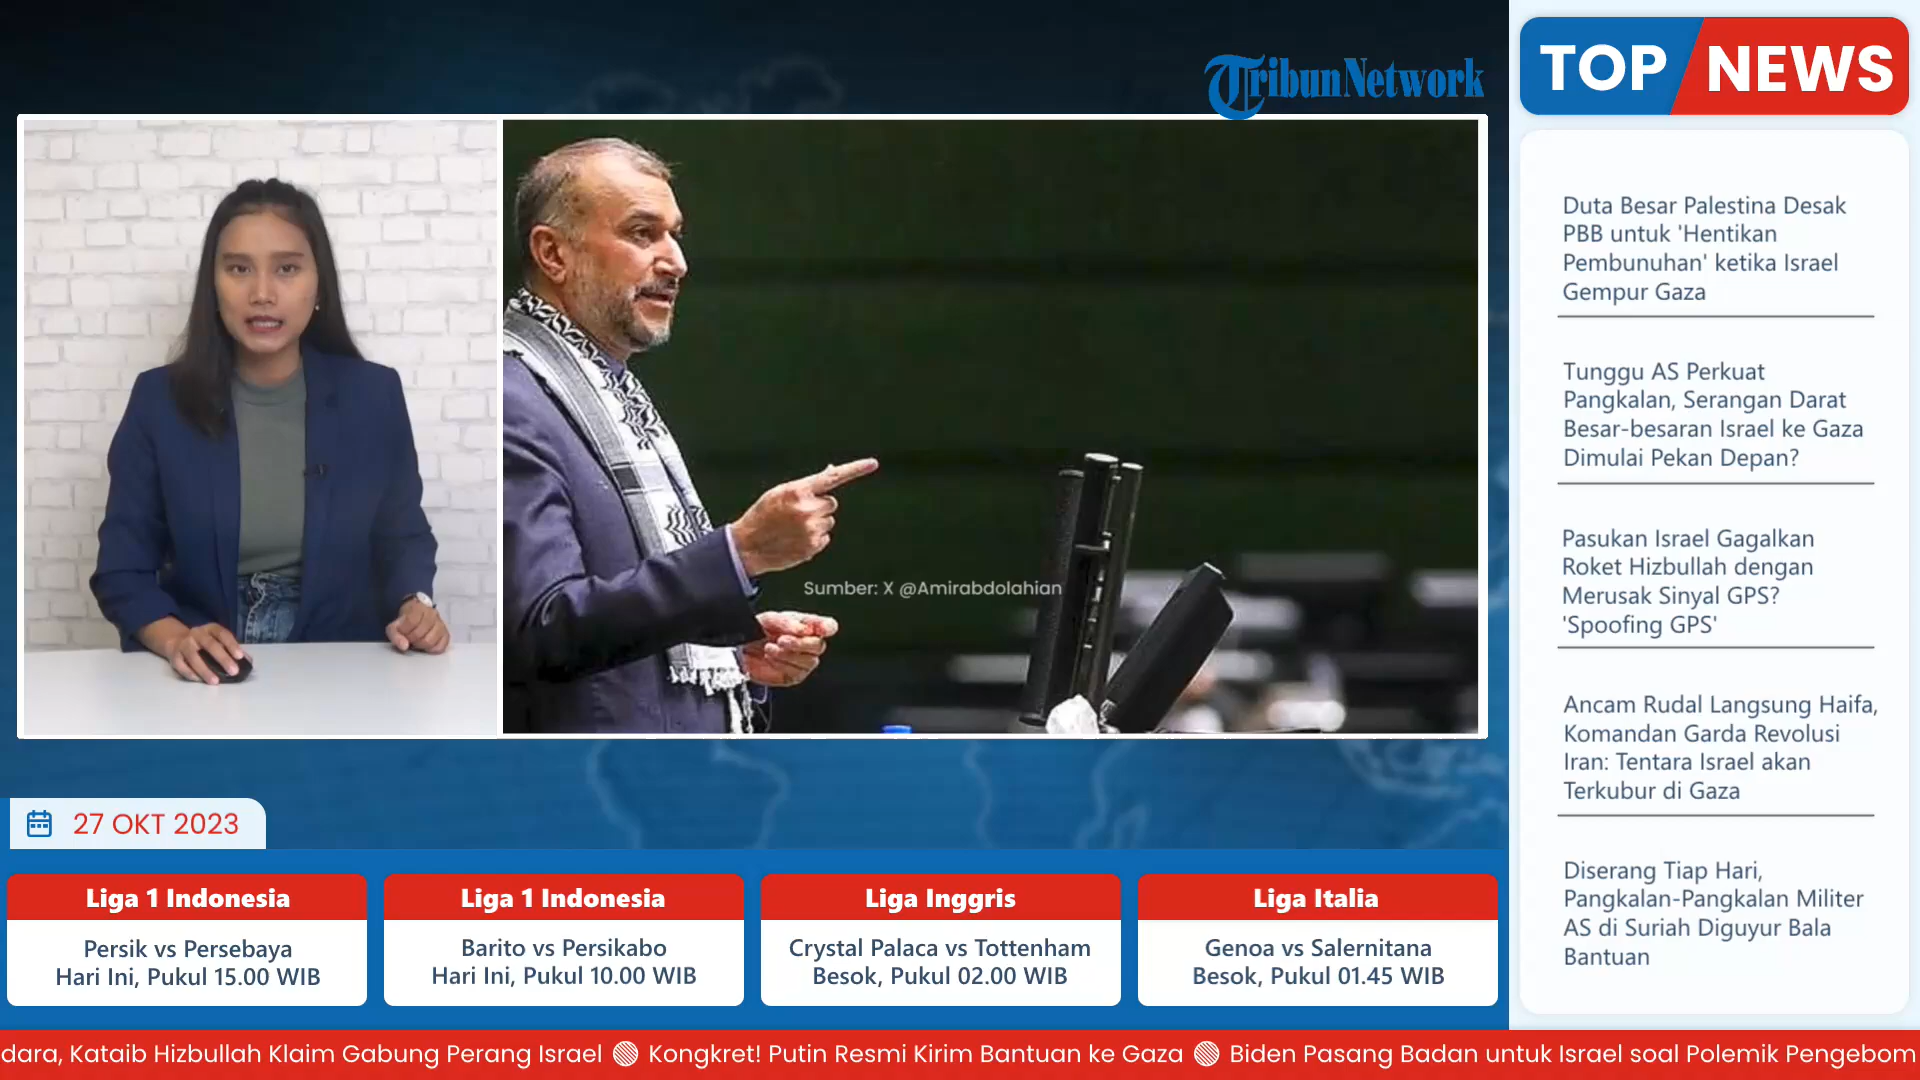 TribunNetwork
TOP NEWS
Duta Besar Palestina Desak
PBB untuk 'Hentikan
Pembunuhan' ketika Israel
Gempur Gaza
Tunggu AS Perkuat
Pangkalan, Serangan Darat
Besar-besaran Israel ke Gaza
Dimulai Pekan Depan?
Pasukan Israel Gagalkan
Roket Hizbullah dengan
Merusak Sinyal GPS?
'Spoofing GPS'
Ancam Rudal Langsung Haifa,
Komandan Garda Revolusi
Iran: Tentara Israel akan
Terkubur di Gaza
Diserang Tiap Hari,
Pangkalan-Pangkalan Militer
AS di Suriah Diguyur Bala
Bantuan
Sumber: X @Amirabdolahian
27 OKT 2023
Liga 1 Indonesia
Persik vs Persebaya
Hari Ini, Pukul 15.00 WIB
Liga 1 Indonesia
Barito vs Persikabo
Hari Ini, Pukul 10.00 WIB
Liga Inggris
Crystal Palaca vs Tottenham
Besok, Pukul 02.00 WIB
Liga Italia
Genoa vs Salernitana
Besok, Pukul 01.45 WIB
dara, Kataib Hizbullah Klaim Gabung Perang Israel Kongkret! Putin Resmi Kirim Bantuan ke Gaza Biden Pasang Badan untuk Israel soal Polemik Pengebom